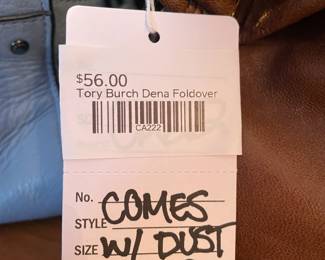 $56.00
Tory Burch Dena Foldover
CA222
No. COMES
STYLE
SIZE W/ DUST